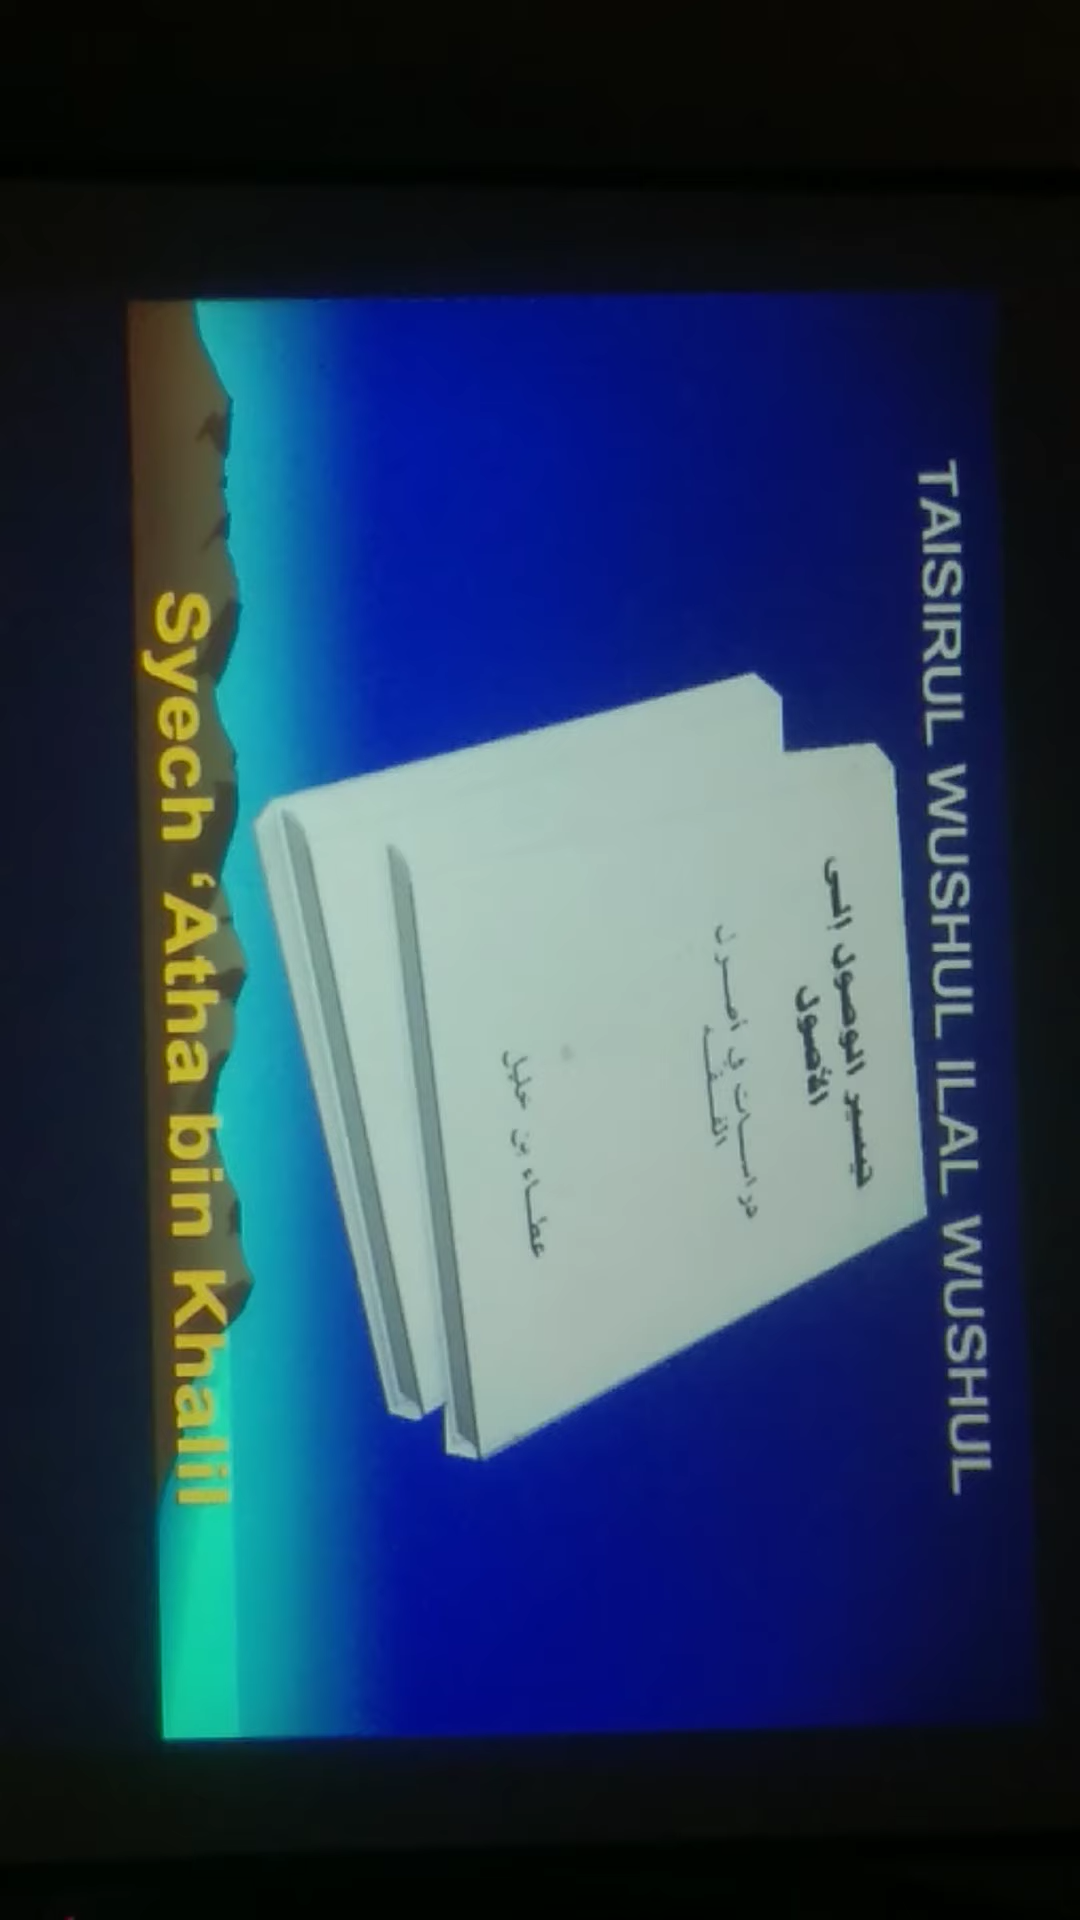 TAISIRUL WUSHUL ILAL WUSHUL
تيسير الوصول إلى
الأصول
دراسات في أصول
الفقه
عطاء بن خليل
Syech ‘Atha bin Khalil